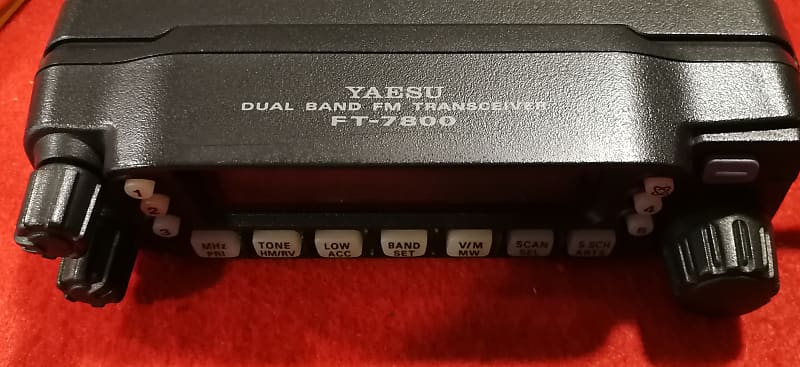 YAESU
DUAL BAND FM TRANSCEIVER
FT-7800
1
2
3
4
5
MHz
PRI
TONE
HM/RV
LOW
ACC
BAND
SET
V/M
MW
SCAN
SEL
S.SCH
ARTS